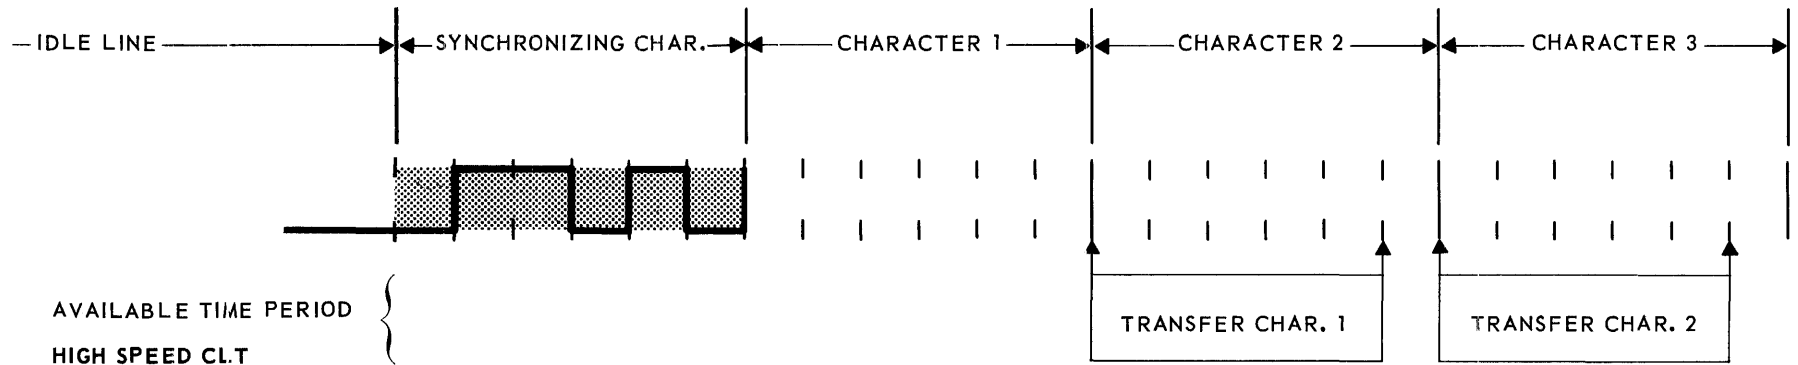 IDLE LINE
SYNCHRONIZING CHAR.
CHARACTER 1
CHARACTER 2
CHARACTER 3
AVAILABLE TIME PERIOD
HIGH SPEED CLT
TRANSFER CHAR. 1
TRANSFER CHAR. 2